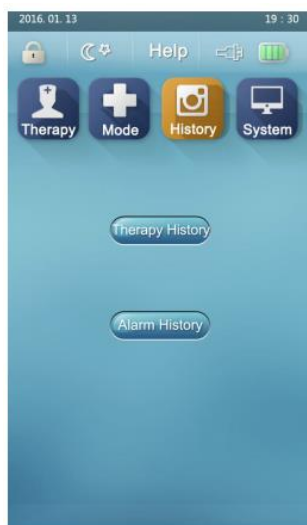 2016. 01. 13 19 : 30
Help
Therapy Mode History System
Therapy History
Alarm History